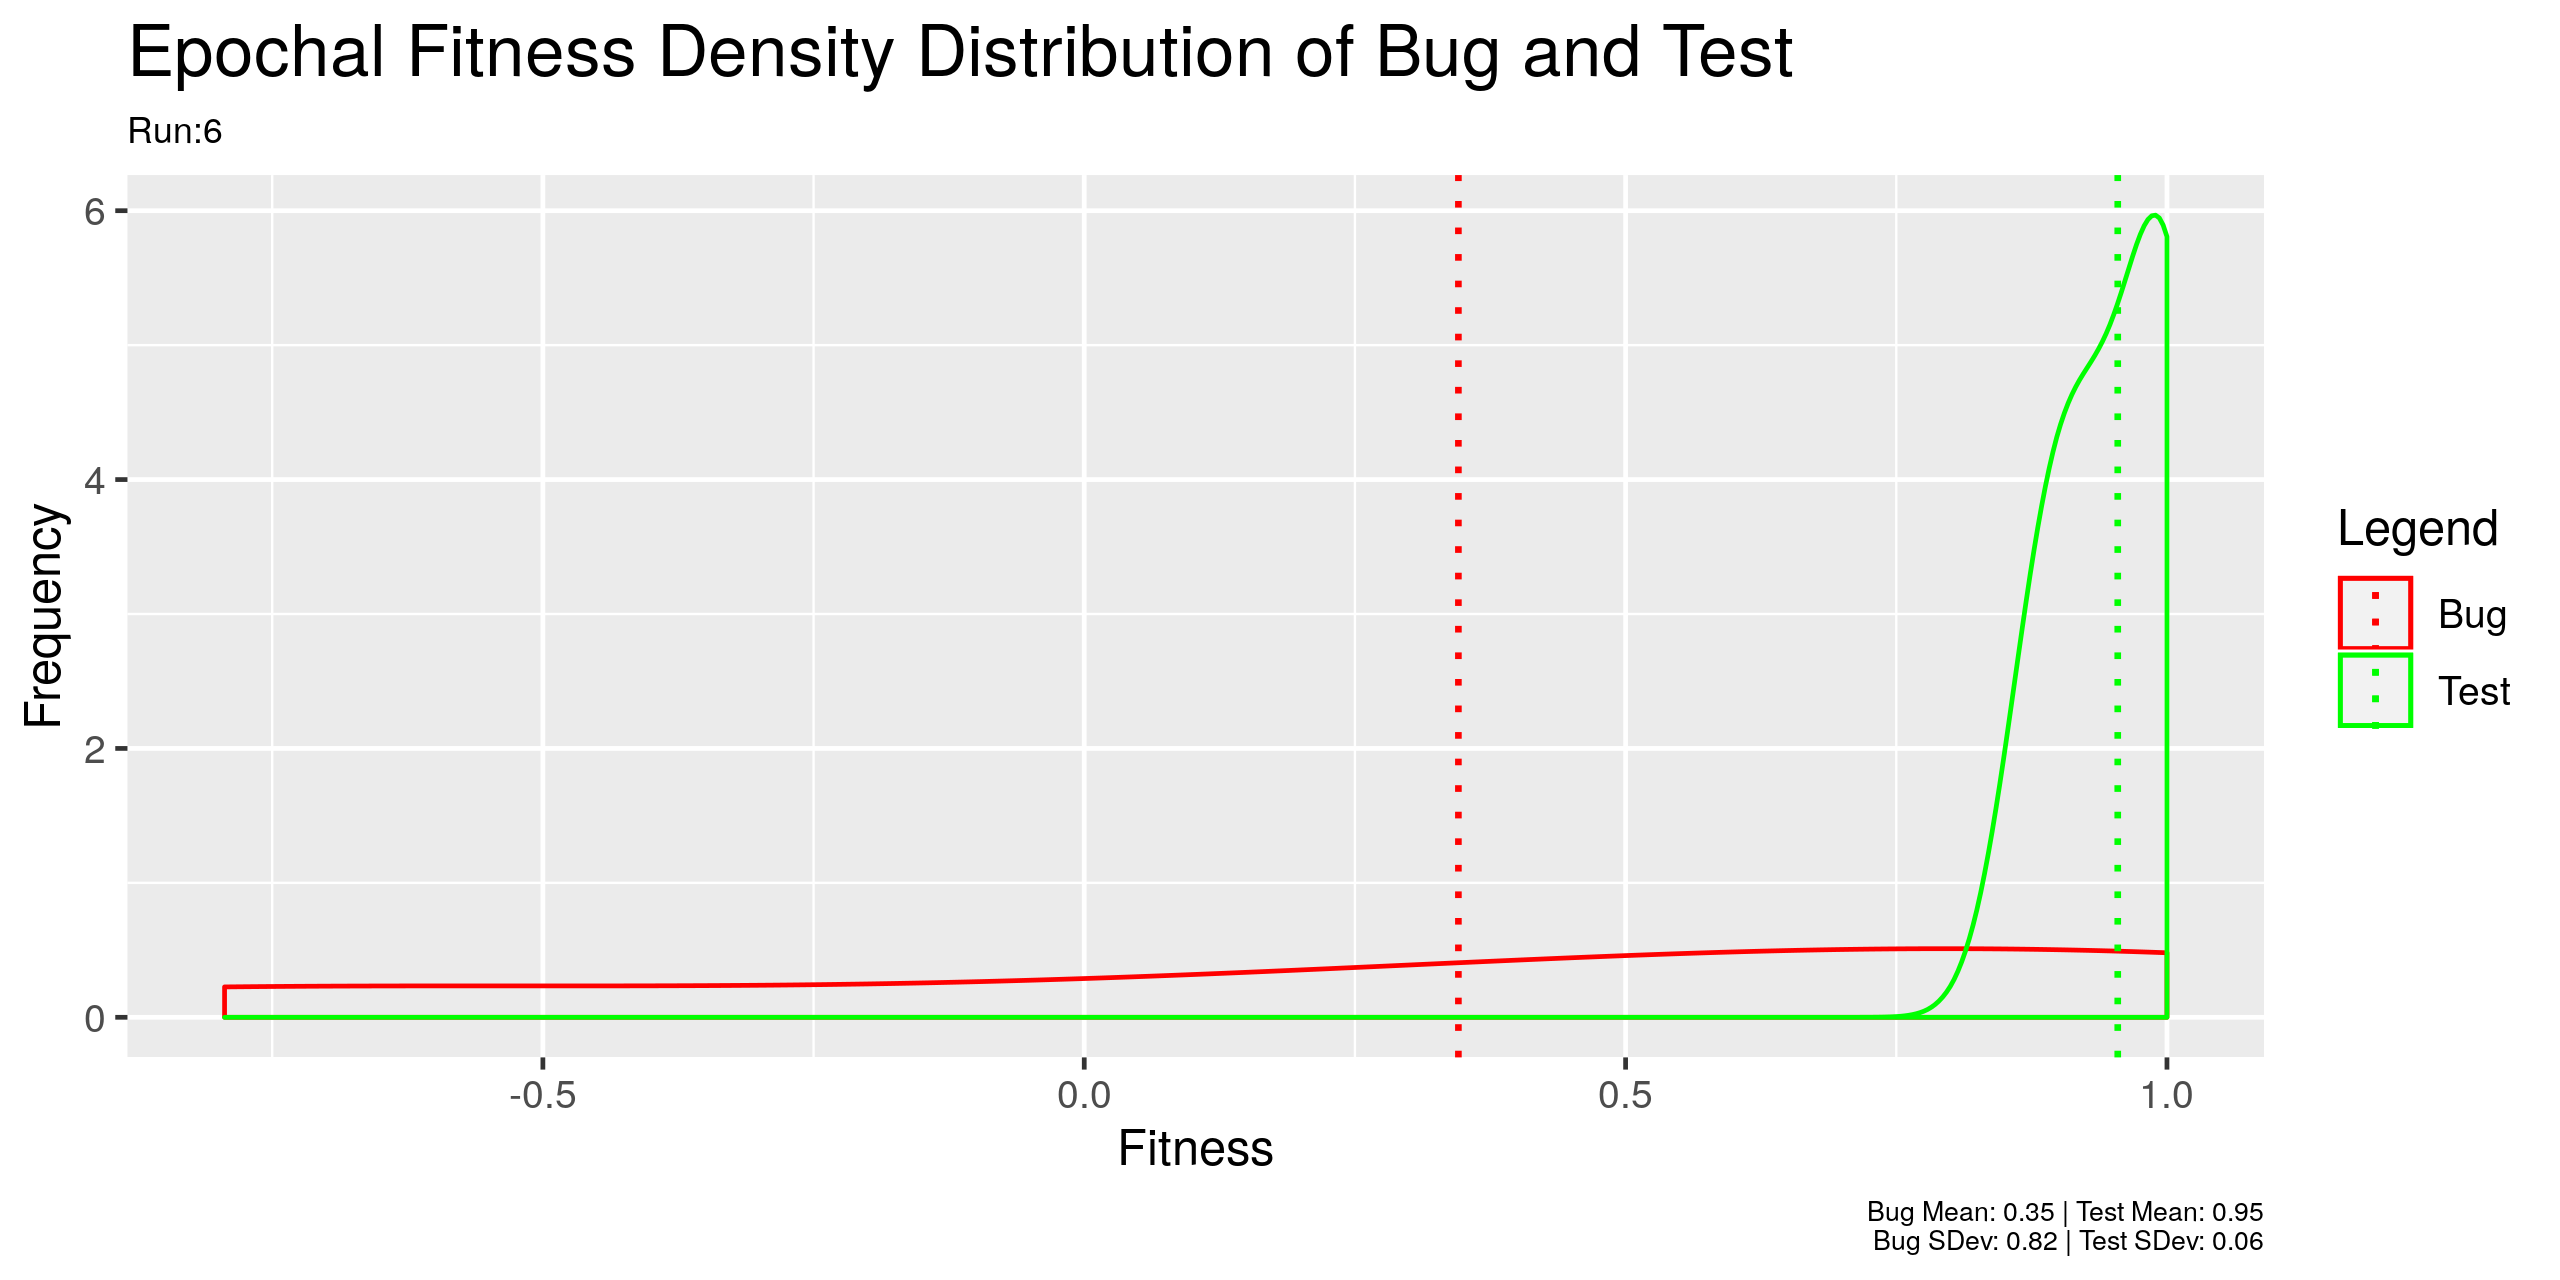 Epochal Fitness Density Distribution of Bug and Test
Run:6
6
4
2
0
Frequency
-0.5
0.0
0.5
1.0
Fitness
Legend
Bug
Test
Bug Mean: 0.35 | Test Mean: 0.95
Bug SDev: 0.82 | Test SDev: 0.06